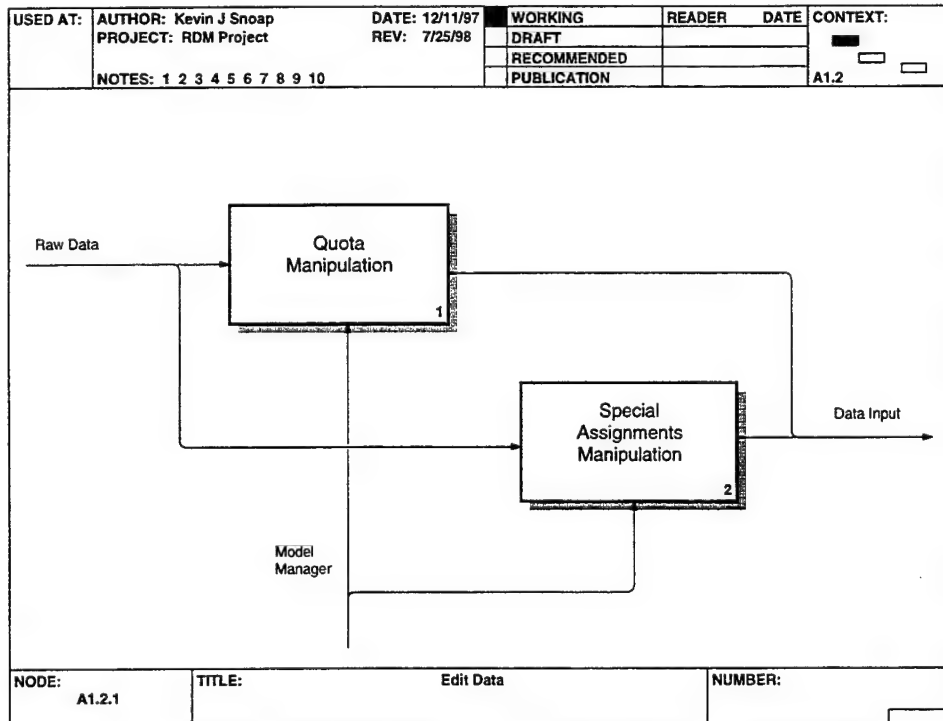 USED AT:
AUTHOR: Kevin J Snoap
DATE: 12/11/97
WORKING
READER
DATE
CONTEXT:
PROJECT: RDM Project
REV: 7/25/98
DRAFT
RECOMMENDED
NOTES: 1 2 3 4 5 6 7 8 9 10
PUBLICATION
A1.2
Quota
Manipulation
1
Raw Data
Special
Assignments
Manipulation
2
Data Input
Model
Manager
NODE:
A1.2.1
TITLE:
Edit Data
NUMBER: